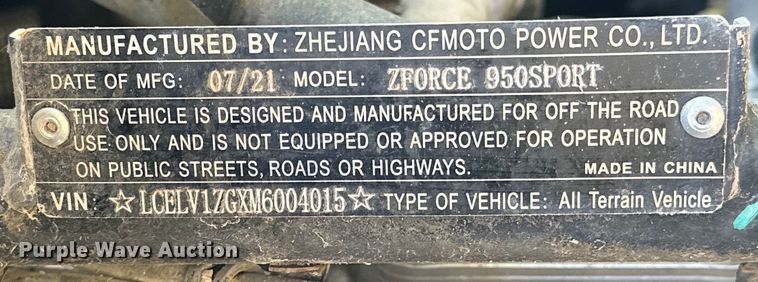 MANUFACTURED BY: ZHEJIANG CFMOTO POWER CO., LTD.
DATE OF MFG: 07/21 MODEL: ZFORCE 950SPORT
THIS VEHICLE IS DESIGNED AND MANUFACTURED FOR OFF THE ROAD
USE ONLY AND IS NOT EQUIPPED OR APPROVED FOR OPERATION
ON PUBLIC STREETS, ROADS OR HIGHWAYS. MADE IN CHINA
VIN: ☆LCELV1ZGXM6004015☆ TYPE OF VEHICLE: All Terrain Vehicle
Purple Wave Auction